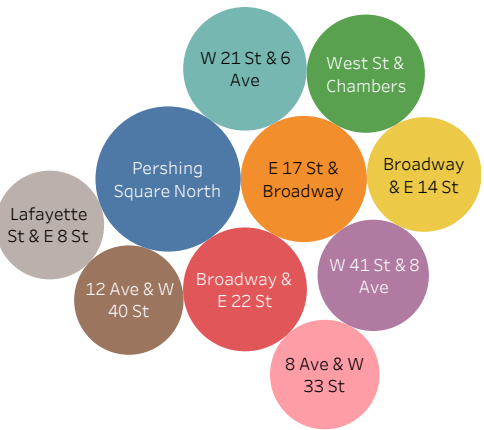 W 21 St & 6
Ave
West St &
Chambers
Pershing
Square North
E 17 St &
Broadway
Broadway
& E 14 St
Lafayette
St & E 8 St
12 Ave & W
40 St
Broadway &
E 22 St
W 41 St & 8
Ave
8 Ave & W
33 St